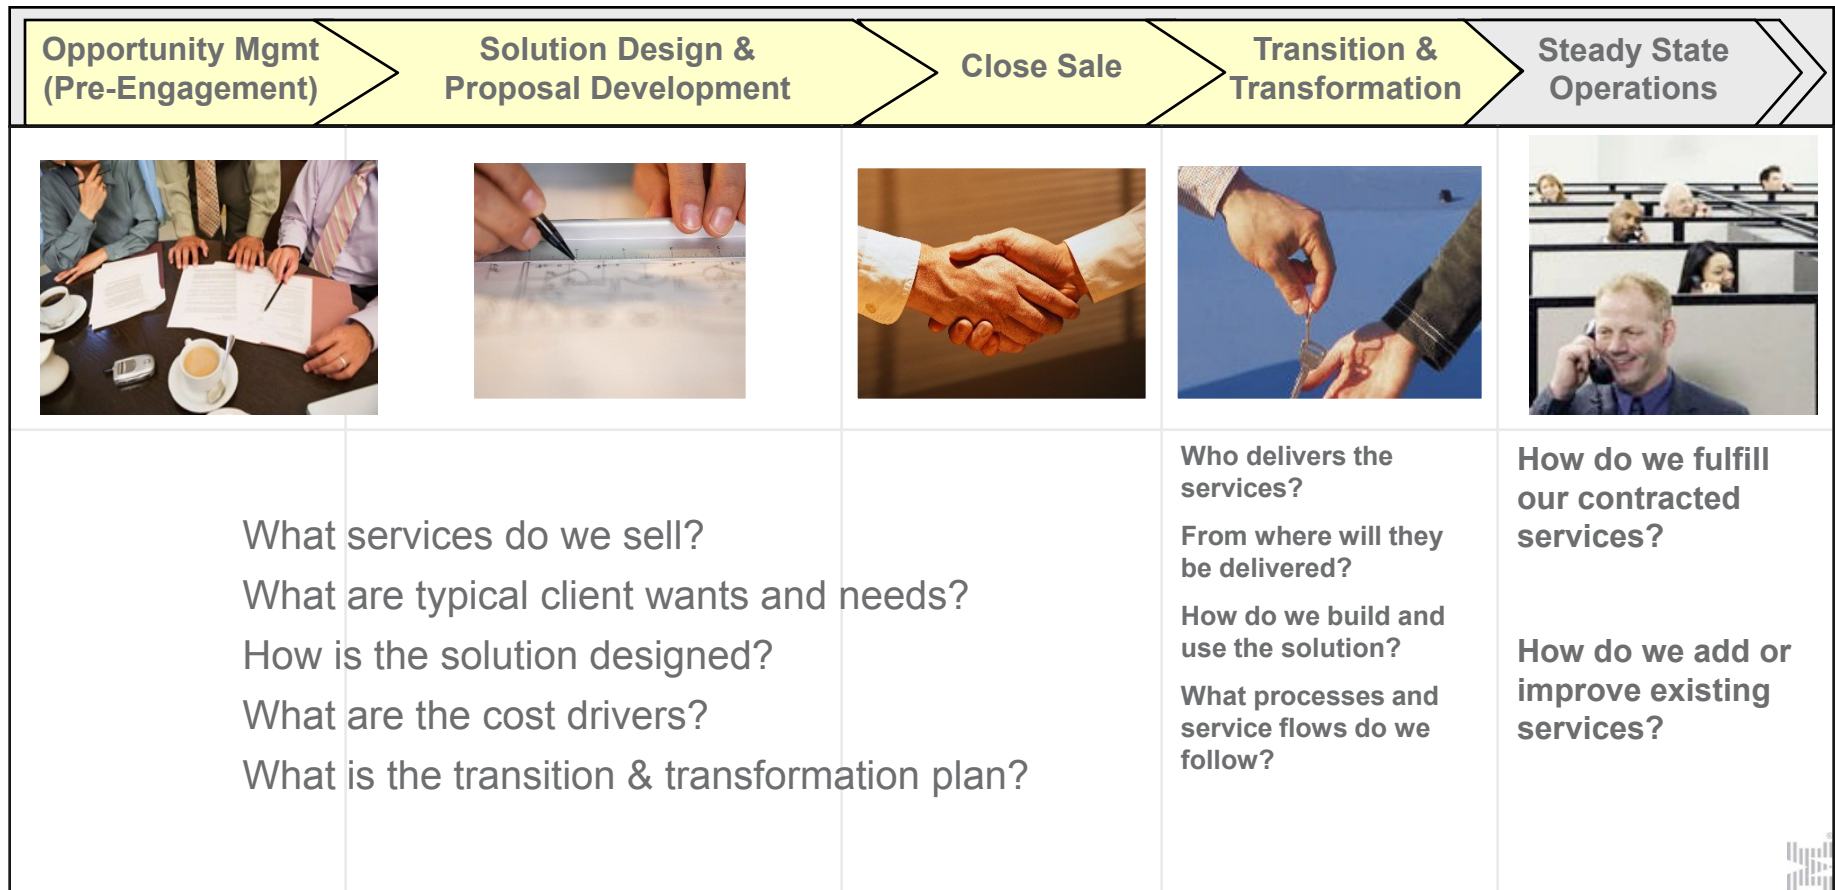 Opportunity Mgmt
(Pre-Engagement)
Solution Design &
Proposal Development
Close Sale
Transition &
Transformation
Steady State
Operations
What services do we sell?
What are typical client wants and needs?
How is the solution designed?
What are the cost drivers?
What is the transition & transformation plan?
Who delivers the
services?
From where will they
be delivered?
How do we build and
use the solution?
What processes and
service flows do we
follow?
How do we fulfill
our contracted
services?
How do we add or
improve existing
services?